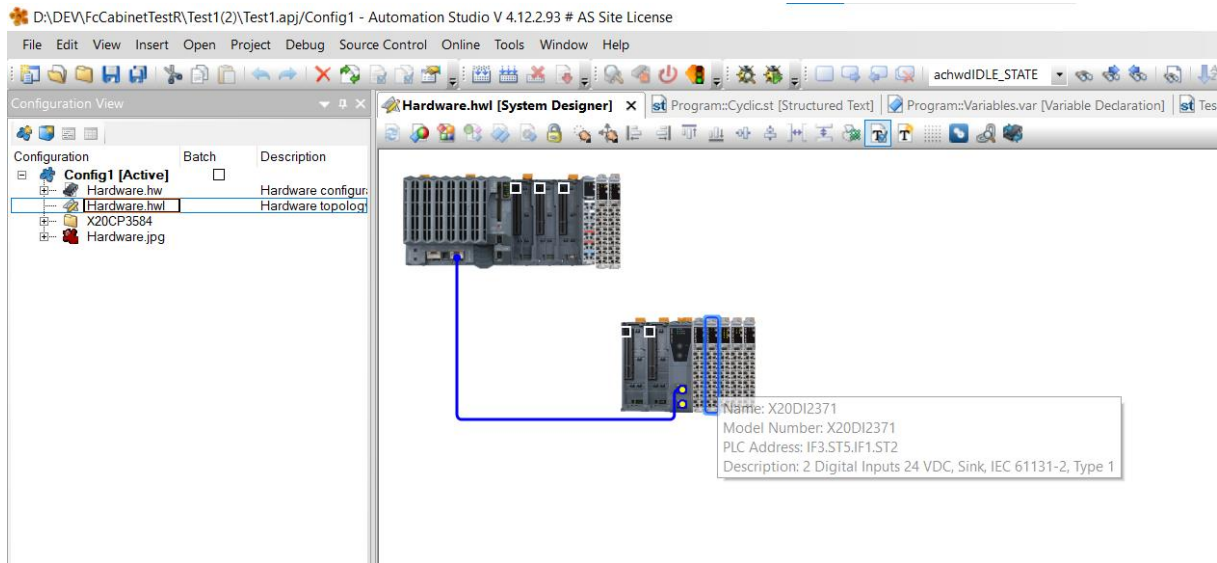 D:\DEV\FcCabinetTestR\Test1(2)\Test1.apj/Config1 - Automation Studio V 4.12.2.93 # AS Site License
File Edit View Insert Open Project Debug Source Control Online Tools Window Help
achwdIDLE_STATE
Configuration View
Hardware.hwl [System Designer] Program::Cyclic.st [Structured Text] Program::Variables.var [Variable Declaration] Tes
Configuration Batch Description
Config1 [Active]
Hardware.hw Hardware configur
Hardware.hwl Hardware topolog
X20CP3584
Hardware.jpg
Name: X20DI2371
Model Number: X20DI2371
PLC Address: IF3.ST5.IF1.ST2
Description: 2 Digital Inputs 24 VDC, Sink, IEC 61131-2, Type 1